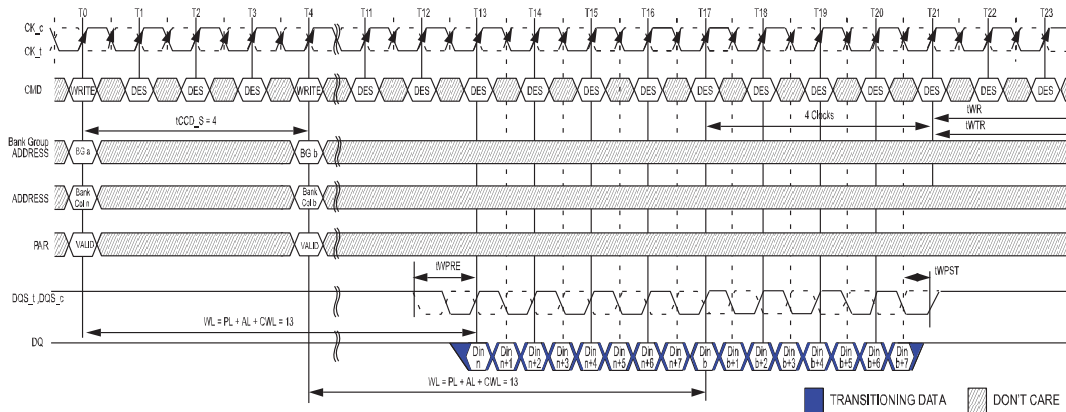 T0 T1 T2 T3 T4 T11 T12 T13 T14 T15 T16 T17 T18 T19 T20 T21 T22 T23
CK_c
CK_t
CMD WRITE DES DES DES WRITE DES DES DES DES DES DES DES DES DES DES DES DES DES
tCCD_S = 4
4 Clocks
tWR
tWTR
Bank Group
ADDRESS BG a BG b
ADDRESS
Bank
Col n
Bank
Col b
PAR VALID VALID
tWPRE
tWPST
DQS_t ,DQS_c
WL = PL + AL + CWL = 13
DQ
Din
n
Din
n+1
Din
n+2
Din
n+3
Din
n+4
Din
n+5
Din
n+6
Din
n+7
Din
b
Din
b+1
Din
b+2
Din
b+3
Din
b+4
Din
b+5
Din
b+6
Din
b+7
WL = PL + AL + CWL = 13
TRANSITIONING DATA
DON'T CARE